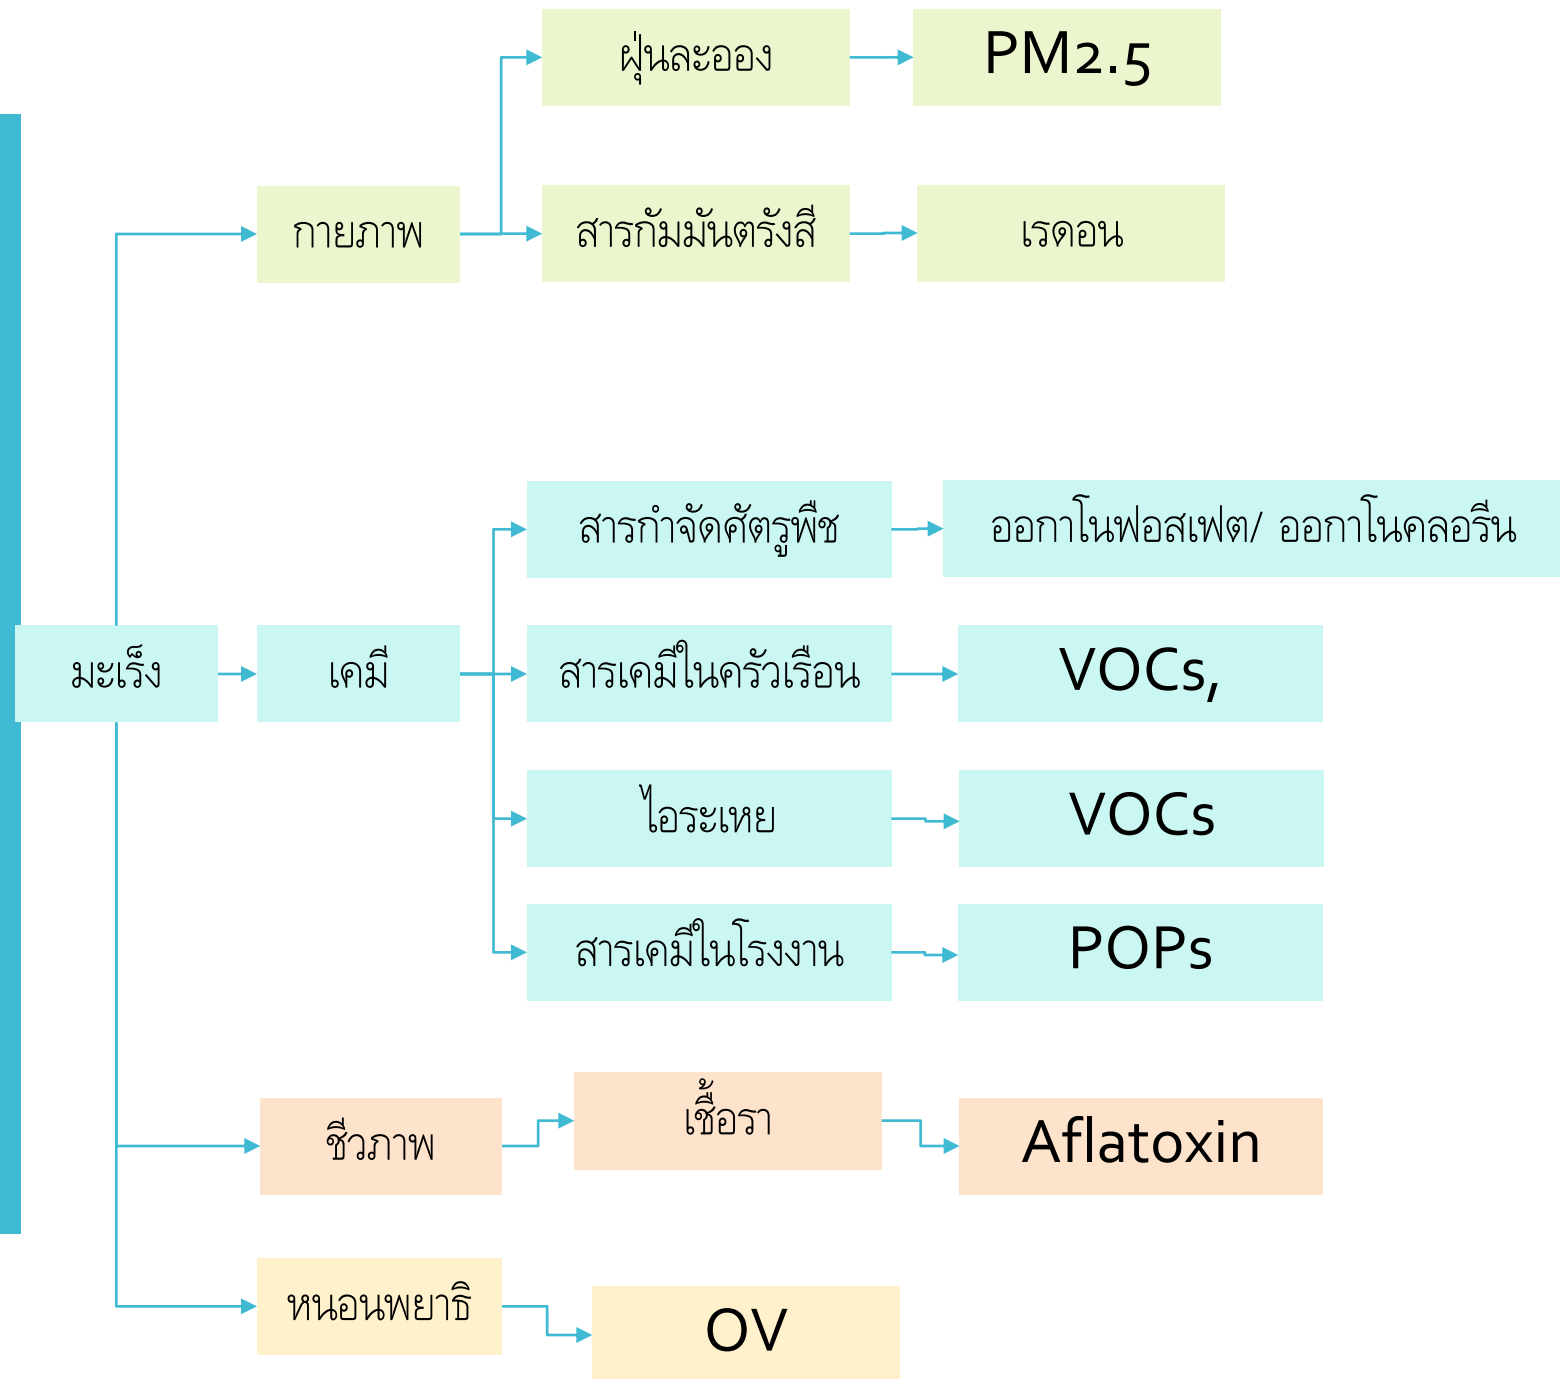 ฝุ่นละออง
PM2.5
กายภาพ
สารกัมมันตรังสี
เรดอน
สารกำจัดศัตรูพืช
ออกาโนฟอสเฟต/ ออกาโนคลอรีน
มะเร็ง
เคมี
สารเคมีในครัวเรือน
VOCs,
ไอระเหย
VOCs
สารเคมีในโรงงาน
POPs
ชีวภาพ
เชื้อรา
Aflatoxin
หนอนพยาธิ
OV